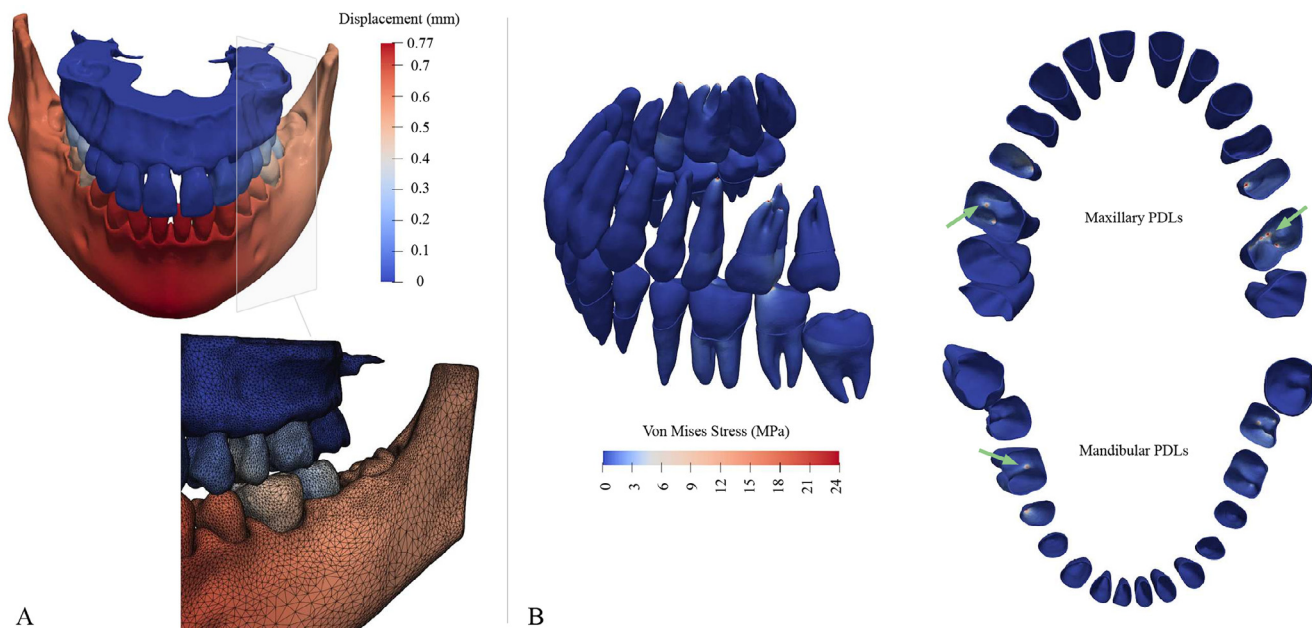 Displacement (mm)
0.77
0.7
0.6
0.5
0.4
0.3
0.2
0.1
0
A
Von Mises Stress (MPa)
0 3 6 9 12 15 18 21 24
B
Maxillary PDLs
Mandibular PDLs